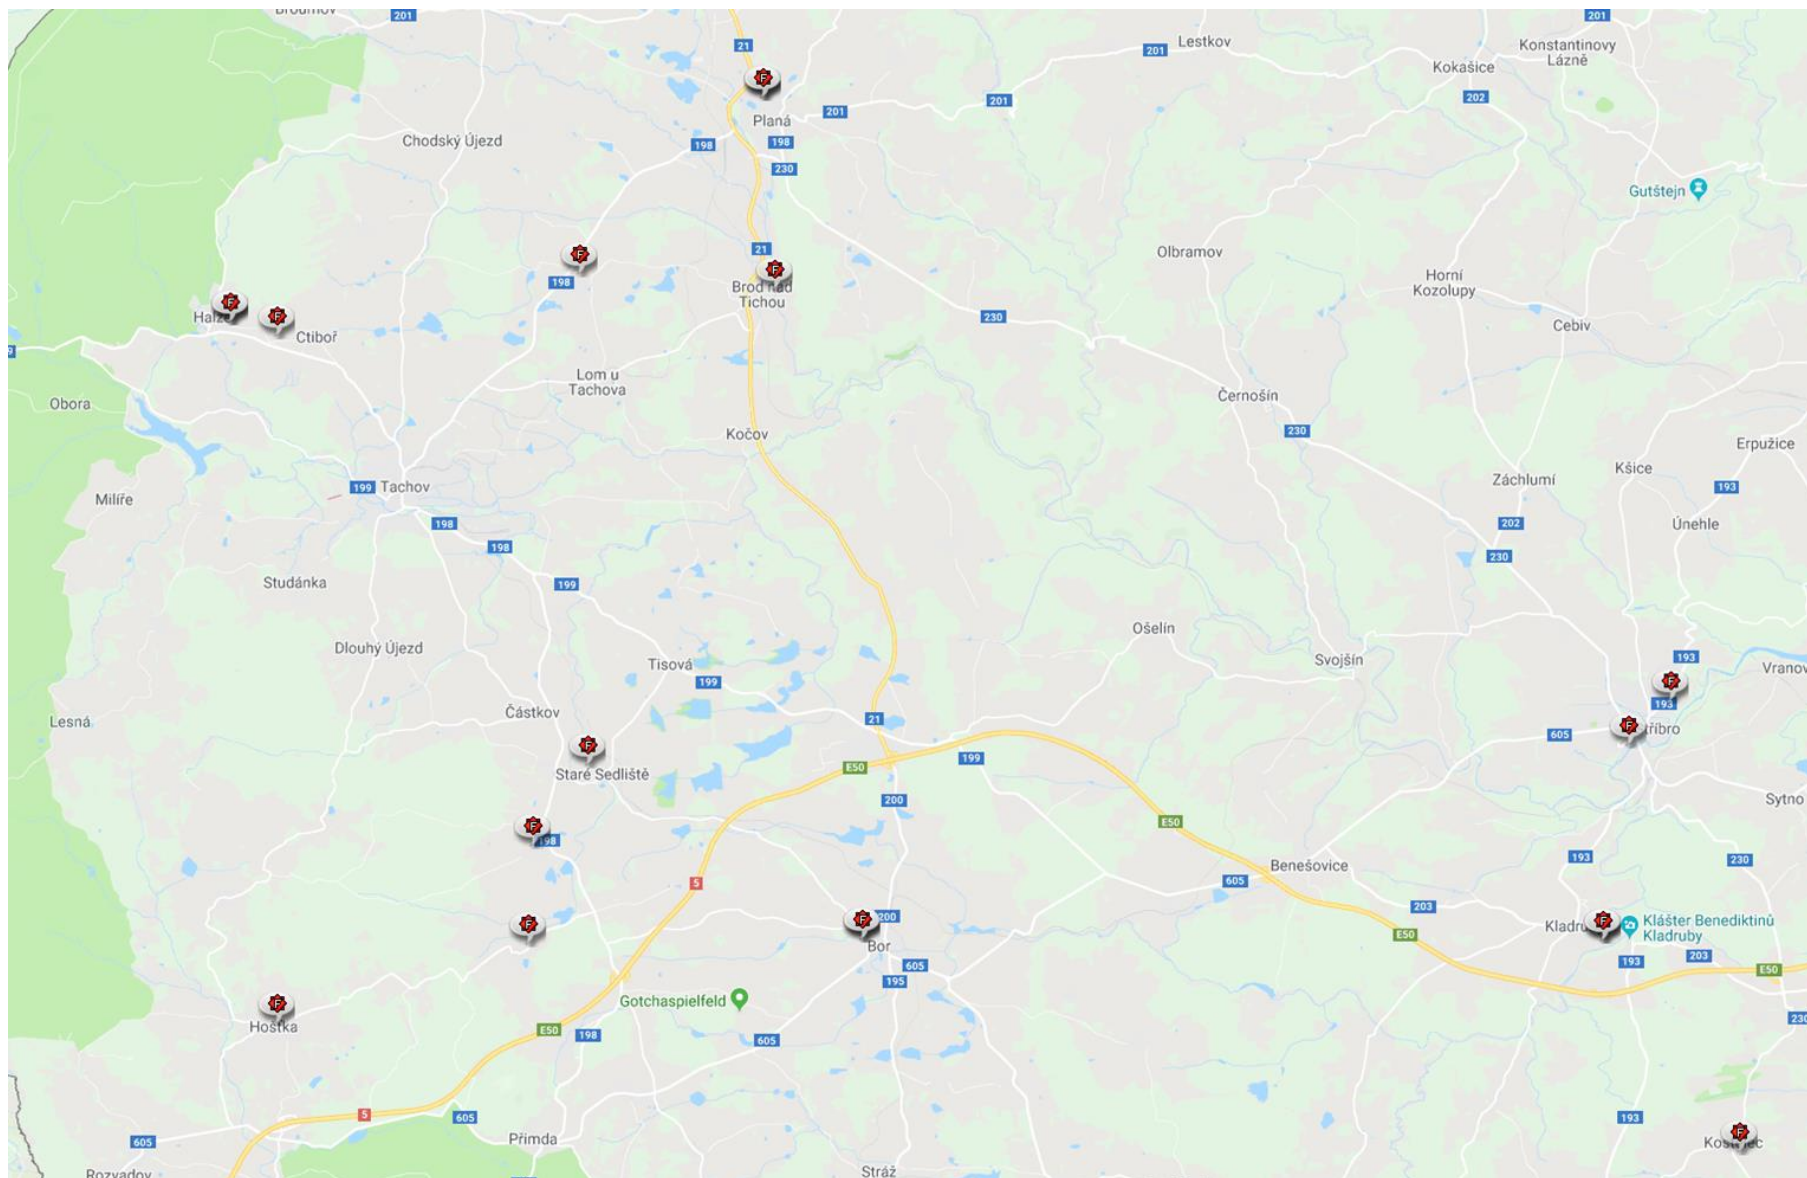 201
201
21
Lestkov
201
Konstantinovy
Lázně
Kokašice
F
202
201
201
Planá
Chodský Újezd
198
198
230
Gutštejn
21
Olbramov
F
F
198
Brod nad
Tichou
Horní
Kozolupy
F
F
230
Cebiv
Ctiboř
Lom u
Tachova
Obora
Černošín
230
Kočov
Erpužice
Kšice
Záchlumí
199
Tachov
193
Milíře
198
202
Únehle
198
230
Studánka
199
Ošelín
Dlouhý Újezd
Svojšín
193
Tisová
199
Vranov
F
193
Částkov
Lesná
21
F
605
F
Staré Sedliště
199
E50
200
Sytno
E50
F
198
193
230
Benešovice
5
605
203
F
F
200
F
Klášter Benediktinů
Kladruby
E50
Bor
605
193
203
E50
195
F
Gotchaspielfeld
Hoštka
E50
198
605
230
5
605
193
605
Přimda
F
Stráž
Rozvadov